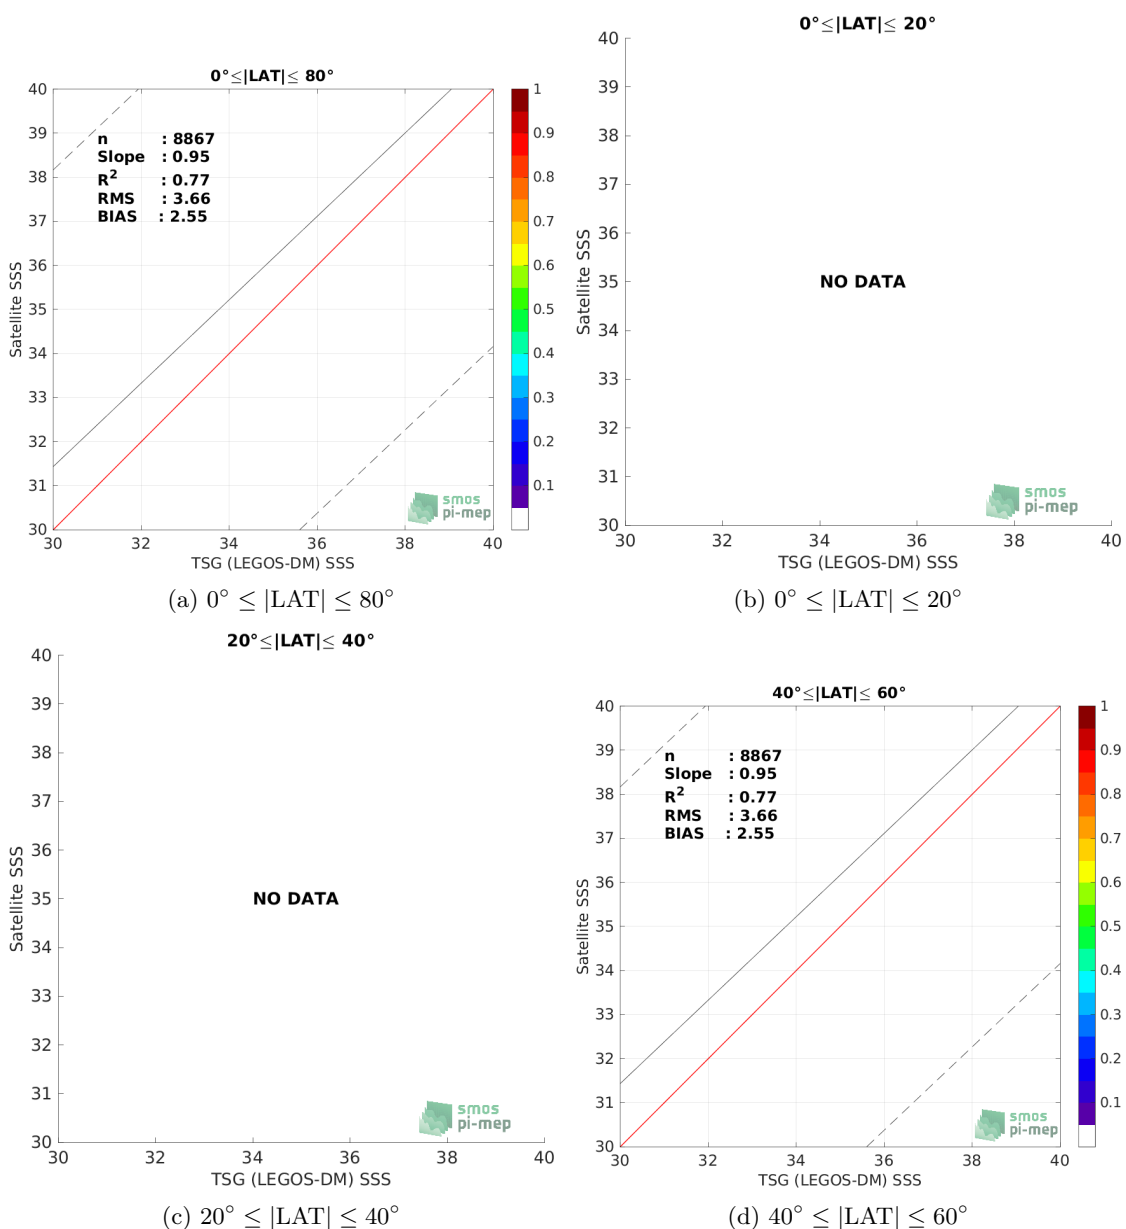 0°≤|LAT|≤ 80°
n : 8867
Slope : 0.95
R2 : 0.77
RMS : 3.66
BIAS : 2.55
Satellite SSS
40
39
38
37
36
35
34
33
32
31
30
30 32 34 36 38 40
TSG (LEGOS-DM) SSS
1
0.9
0.8
0.7
0.6
0.5
0.4
0.3
0.2
0.1
smos
pi-mep
(a) 0° ≤ |LAT| ≤ 80°
0°≤|LAT|≤ 20°
Satellite SSS
40
39
38
37
36
35
34
33
32
31
30
NO DATA
smos
pi-mep
30 32 34 36 38 40
TSG (LEGOS-DM) SSS
(b) 0° ≤ |LAT| ≤ 20°
20°≤|LAT|≤ 40°
Satellite SSS
40
39
38
37
36
35
34
33
32
31
30
NO DATA
smos
pi-mep
30 32 34 36 38 40
TSG (LEGOS-DM) SSS
(c) 20° ≤ |LAT| ≤ 40°
40°≤|LAT|≤ 60°
n : 8867
Slope : 0.95
R2 : 0.77
RMS : 3.66
BIAS : 2.55
Satellite SSS
40
39
38
37
36
35
34
33
32
31
30
30 32 34 36 38 40
TSG (LEGOS-DM) SSS
1
0.9
0.8
0.7
0.6
0.5
0.4
0.3
0.2
0.1
smos
pi-mep
(d) 40° ≤ |LAT| ≤ 60°